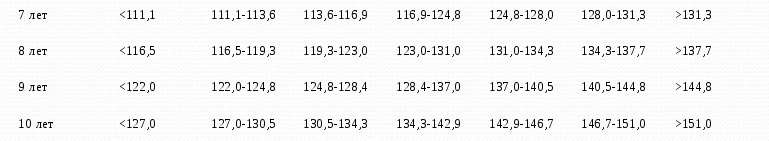 7 лет <111,1 111,1-113,6 113,6-116,9 116,9-124,8 124,8-128,0 128,0-131,3 >131,3
8 лет <116,5 116,5-119,3 119,3-123,0 123,0-131,0 131,0-134,3 134,3-137,7 >137,7
9 лет <122,0 122,0-124,8 124,8-128,4 128,4-137,0 137,0-140,5 140,5-144,8 >144,8
10 лет <127,0 127,0-130,5 130,5-134,3 134,3-142,9 142,9-146,7 146,7-151,0 >151,0